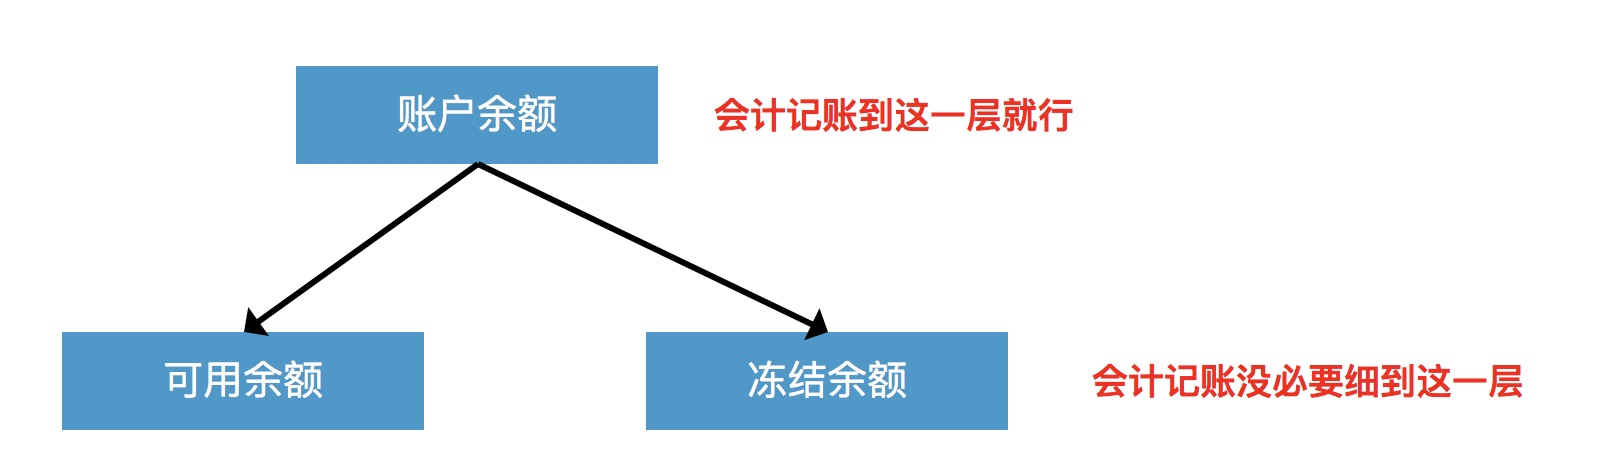 账户余额
会计记账到这一层就行
可用余额
冻结余额
会计记账没必要细到这一层